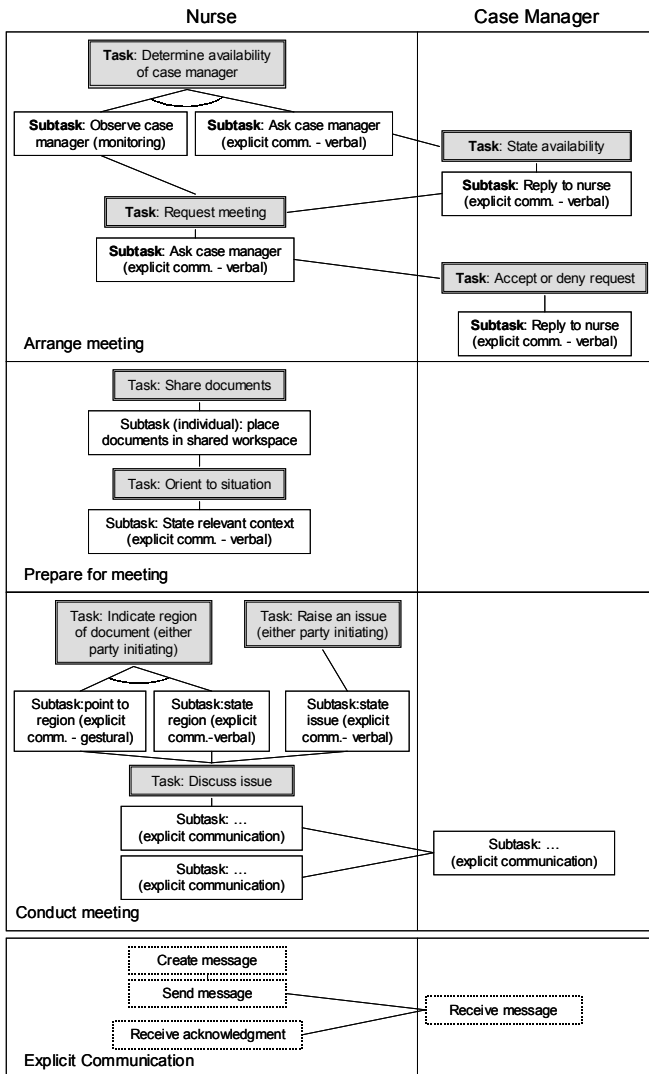 Nurse
Case Manager
Task: Determine availability
of case manager
Subtask: Observe case
manager (monitoring)
Subtask: Ask case manager
(explicit comm. - verbal)
Task: State availability
Subtask: Reply to nurse
(explicit comm. - verbal)
Task: Request meeting
Subtask: Ask case manager
(explicit comm. - verbal)
Task: Accept or deny request
Subtask: Reply to nurse
(explicit comm. - verbal)
Arrange meeting
Task: Share documents
Subtask (individual): place
documents in shared workspace
Task: Orient to situation
Subtask: State relevant context
(explicit comm. - verbal)
Prepare for meeting
Task: Indicate region
of document (either
party initiating)
Task: Raise an issue
(either party initiating)
Subtask:point to
region (explicit
comm. - gestural)
Subtask:state
region (explicit
comm.-verbal)
Subtask:state
issue (explicit
comm.- verbal)
Task: Discuss issue
Subtask: ...
(explicit communication)
Subtask: ...
(explicit communication)
Subtask: ...
(explicit communication)
Conduct meeting
Create message
Send message
Receive message
Receive acknowledgment
Explicit Communication